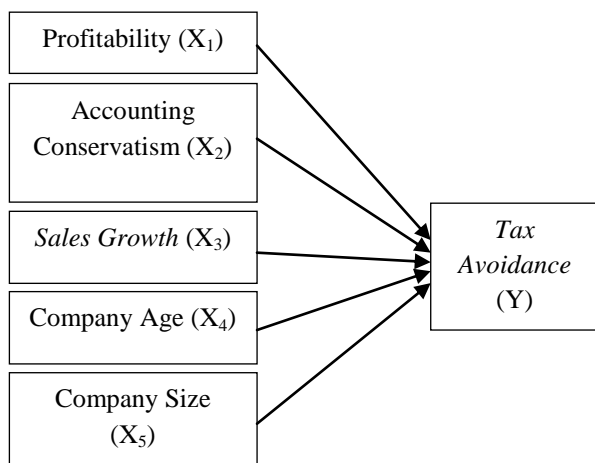 Profitability (X₁)
Accounting
Conservatism (X₂)
Sales Growth (X₃)
Company Age (X₄)
Company Size
(X₅)
Tax
Avoidance
(Y)